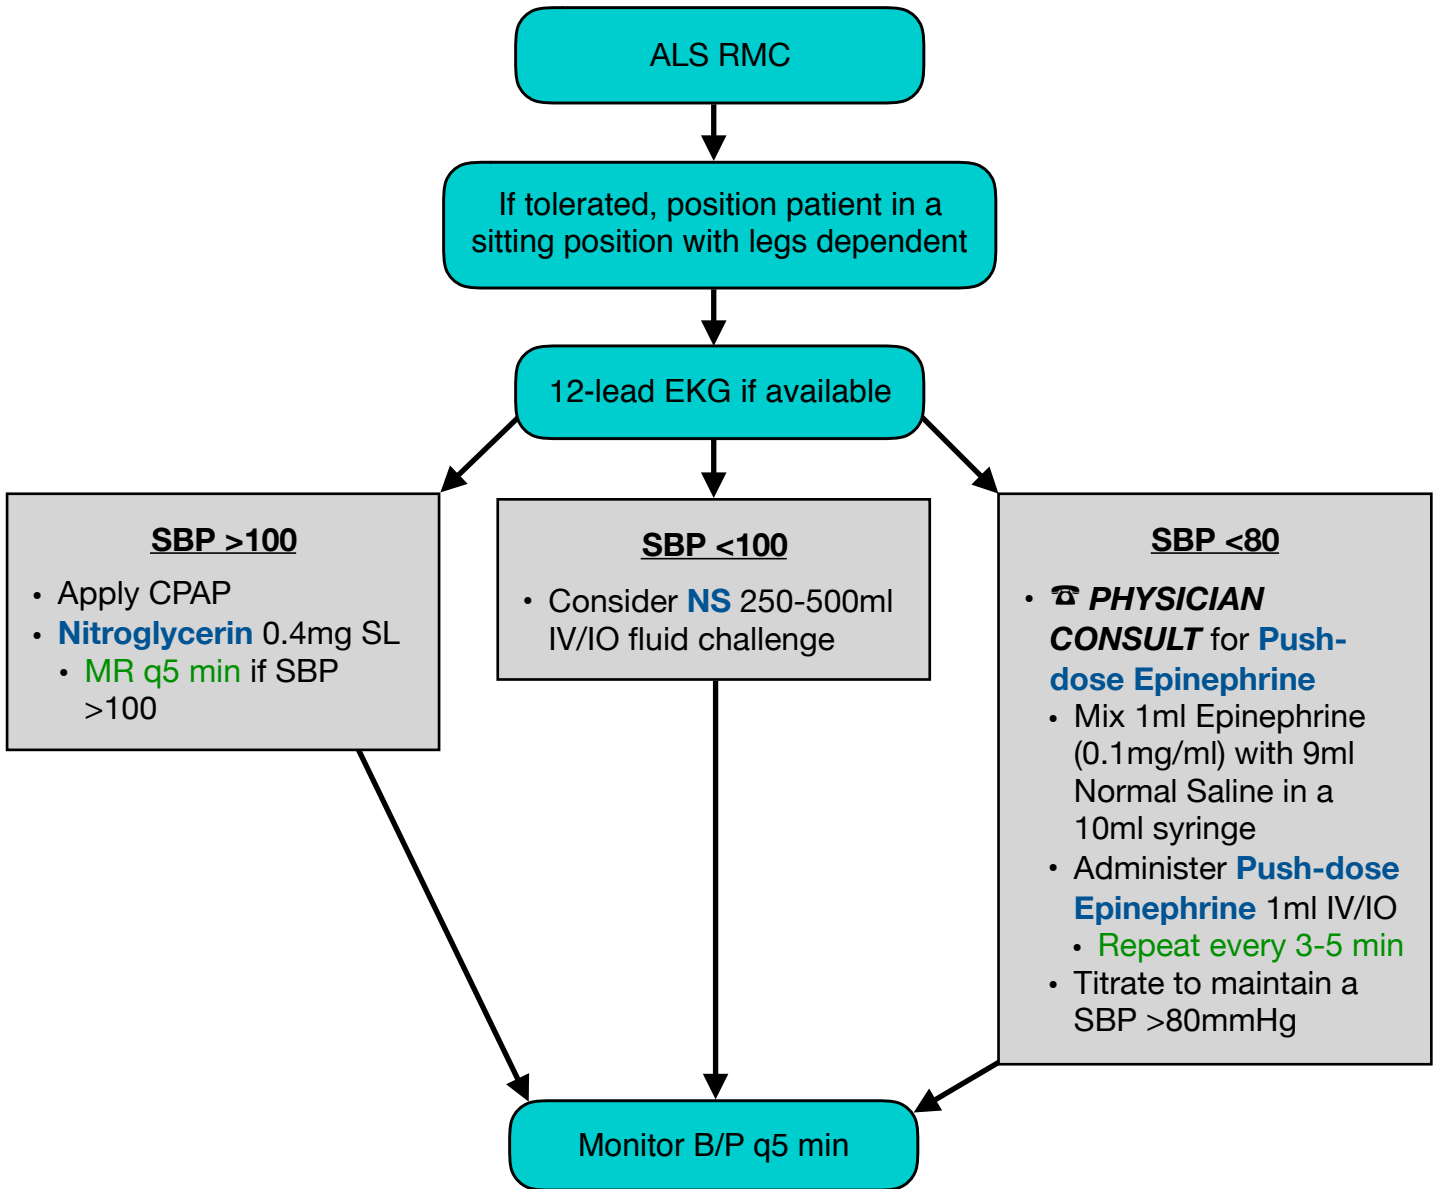 ALS RMC
If tolerated, position patient in a
sitting position with legs dependent
12-lead EKG if available
SBP >100
• Apply CPAP
• Nitroglycerin 0.4mg SL
• MR q5 min if SBP
>100
SBP <100
• Consider NS 250-500ml
IV/IO fluid challenge
SBP <80
• ☎ PHYSICIAN
CONSULT for Push-
dose Epinephrine
• Mix 1ml Epinephrine
(0.1mg/ml) with 9ml
Normal Saline in a
10ml syringe
• Administer Push-dose
Epinephrine 1ml IV/IO
• Repeat every 3-5 min
• Titrate to maintain a
SBP >80mmHg
Monitor B/P q5 min